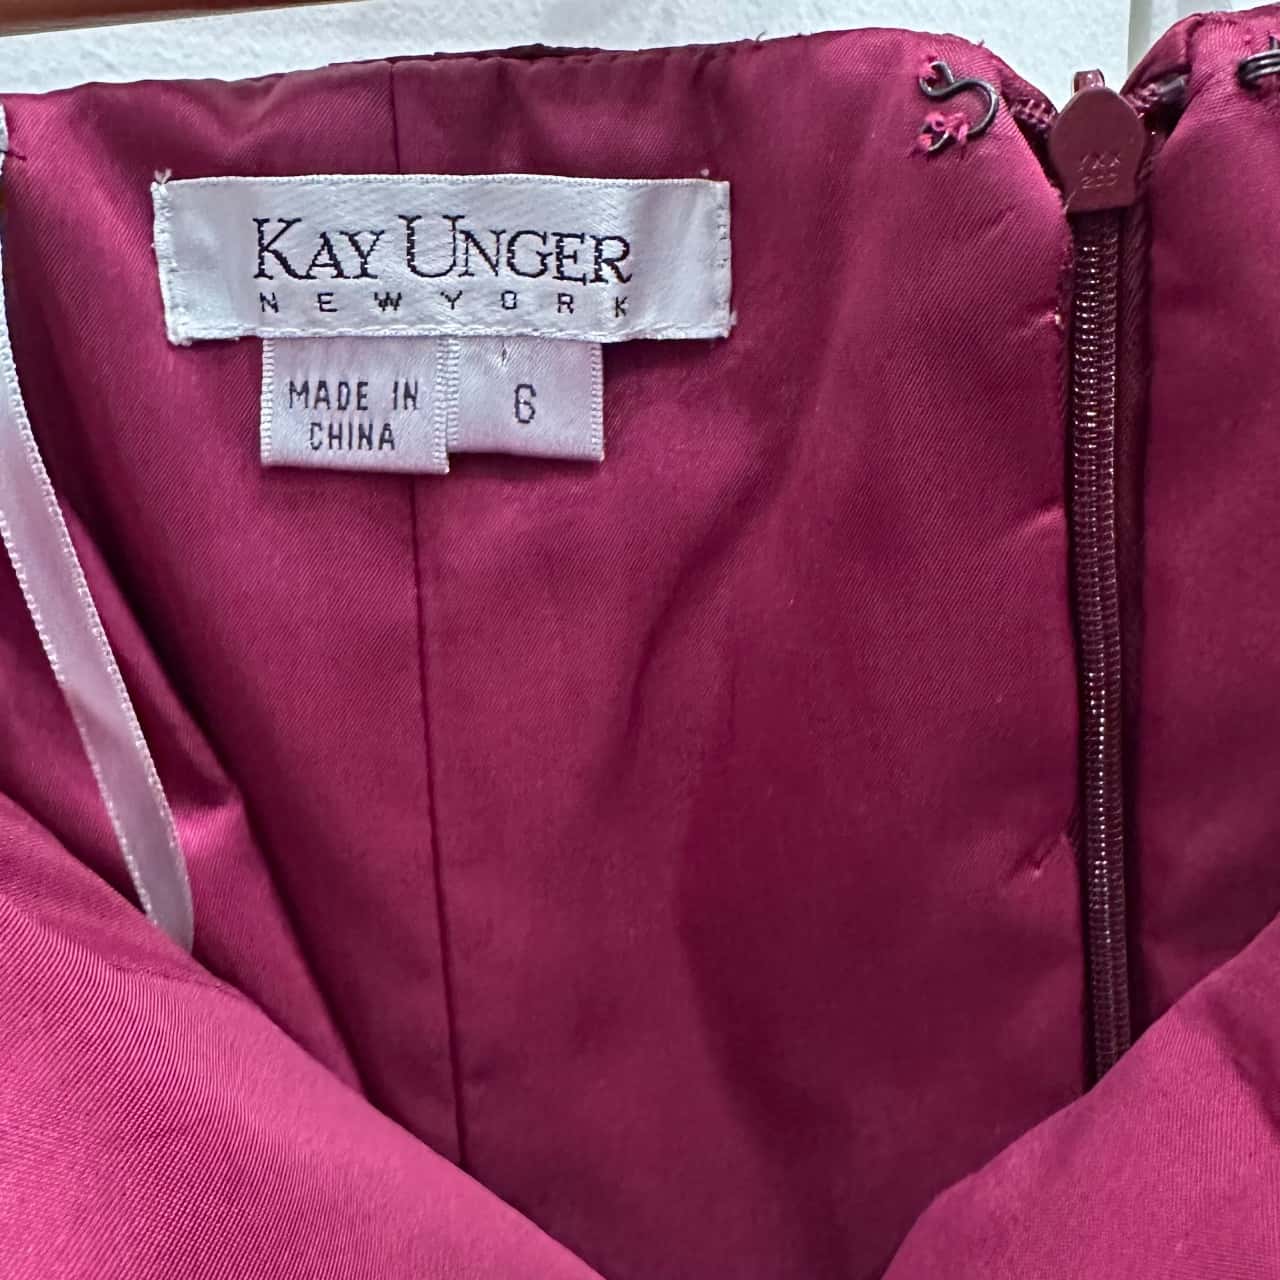 KAY UNGER
NEW YORK
MADE IN
CHINA
6